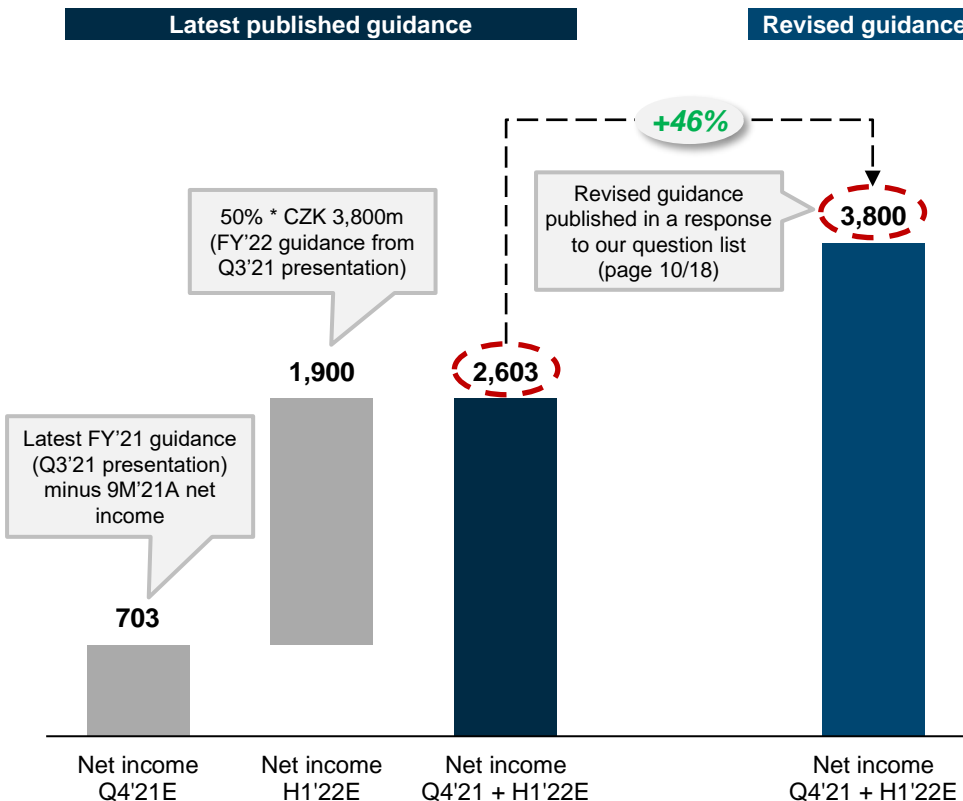 Latest published guidance
Revised guidance
+46%
50% * CZK 3,800m
(FY'22 guidance from
Q3'21 presentation)
Revised guidance
published in a response
to our question list
(page 10/18)
3,800
1,900
2,603
Latest FY'21 guidance
(Q3'21 presentation)
minus 9M'21A net
income
703
Net income
Q4'21E
Net income
H1'22E
Net income
Q4'21 + H1'22E
Net income
Q4'21 + H1'22E